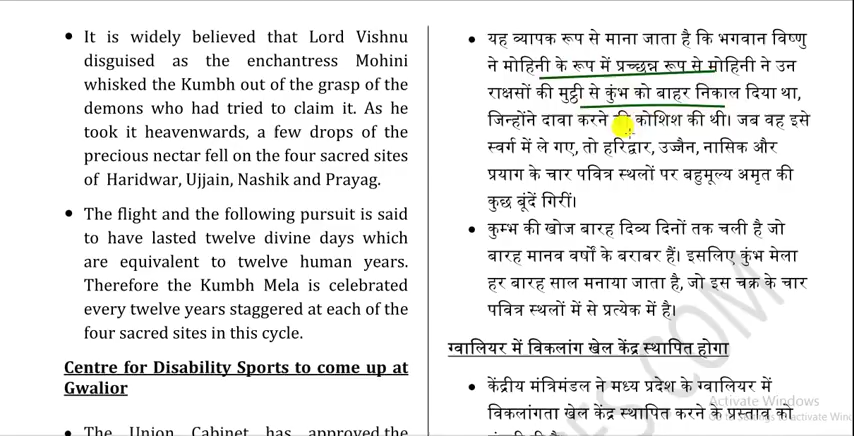 • It is widely believed that Lord Vishnu
disguised as the enchantress Mohini
whisked the Kumbh out of the grasp of the
demons who had tried to claim it. As he
took it heavenwards, a few drops of the
precious nectar fell on the four sacred sites
of Haridwar, Ujjain, Nashik and Prayag.
• The flight and the following pursuit is said
to have lasted twelve divine days which
are equivalent to twelve human years.
Therefore the Kumbh Mela is celebrated
every twelve years staggered at each of the
four sacred sites in this cycle.
Centre for Disability Sports to come up at
Gwalior
• The Union Cabinet has approved the
• यह व्यापक रूप से माना जाता है कि भगवान विष्णु
ने मोहिनी के रूप में प्रच्छन्न रूप से मोहिनी ने उन
राक्षसों की मुट्ठी से कुंभ को बाहर निकाल दिया था,
जिन्होंने दावा करने की कोशिश की थी। जब वह इसे
स्वर्ग में ले गए, तो हरिद्वार, उज्जैन, नासिक और
प्रयाग के चार पवित्र स्थलों पर बहुमूल्य अमृत की
कुछ बूंदें गिरीं।
• कुम्भ की खोज बारह दिव्य दिनों तक चली है जो
बारह मानव वर्षों के बराबर हैं। इसलिए कुंभ मेला
हर बारह साल मनाया जाता है, जो इस चक्र के चार
पवित्र स्थलों में से प्रत्येक में है।
ग्वालियर में विकलांग खेल केंद्र स्थापित होगा
• केंद्रीय मंत्रिमंडल ने मध्य प्रदेश के ग्वालियर में
विकलांगता खेल केंद्र स्थापित करने के प्रस्ताव को
Activate Windows
to activate Win